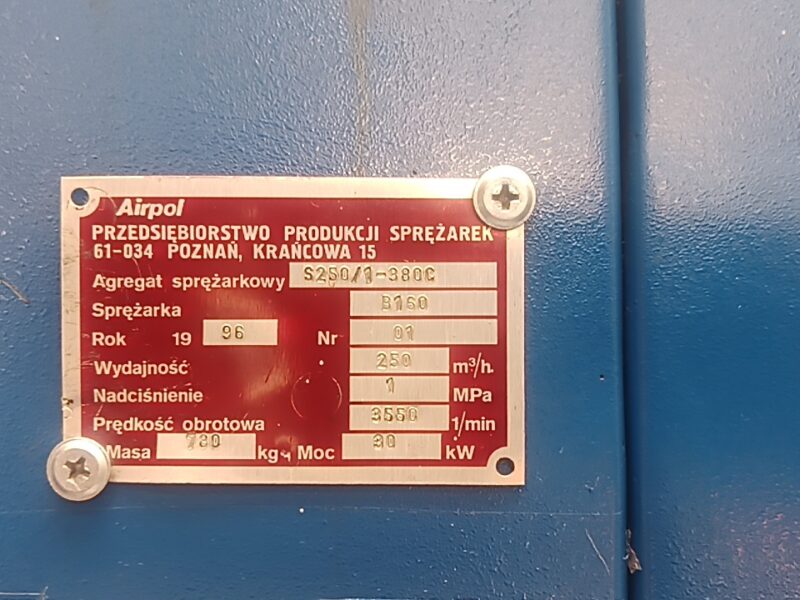 Airpol
PRZEDSIĘBIORSTWO PRODUKCJI SPRĘŻAREK
61-034 POZNAŃ, KRAŃCOWA 15
Agregat sprężarkowy S250/1-380C
Sprężarka B160
Rok 19 96 Nr 01
Wydajność 250 m³/h.
Nadciśnienie 1 MPa
Prędkość obrotowa 3550 1/min
Masa 730 kg Moc 30 kW